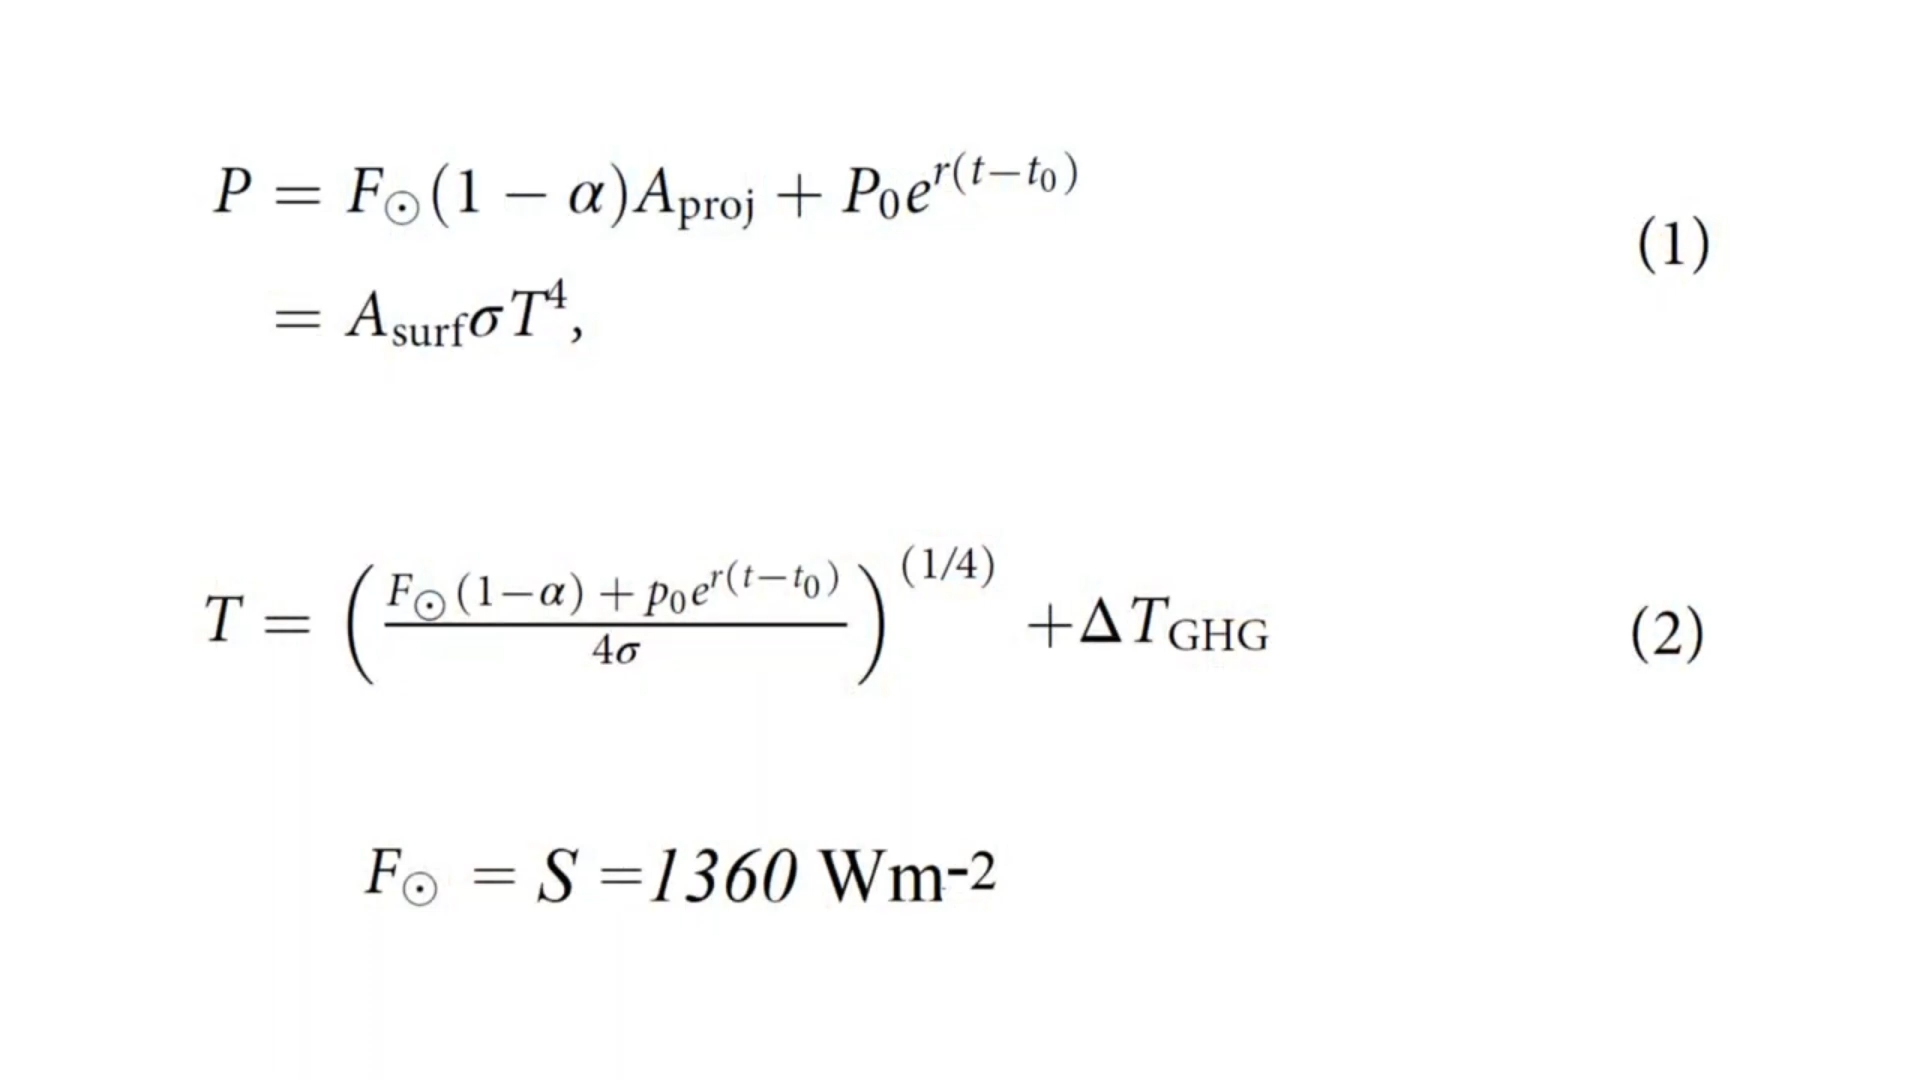 P = F☉(1 − α)A_proj + P₀e^{r(t−t₀)}
= A_surf σT⁴,
(1)
T = ( (F☉(1−α) + p₀e^{r(t−t₀)}) / 4σ )^{(1/4)} +ΔT_GHG (2)
F☉ = S =1360 Wm-2